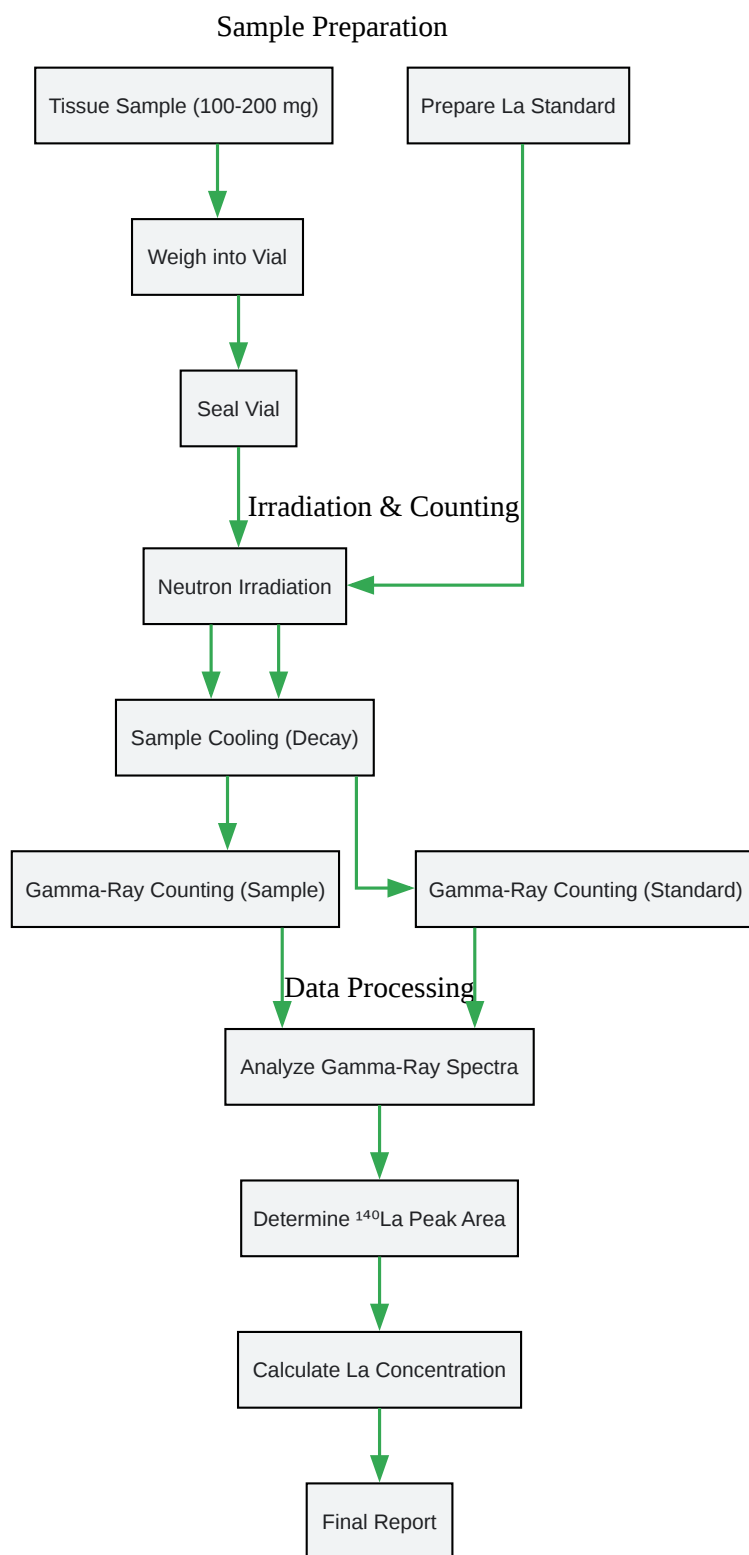 Sample Preparation
Tissue Sample (100-200 mg)
Prepare La Standard
Weigh into Vial
Seal Vial
Irradiation & Counting
Neutron Irradiation
Sample Cooling (Decay)
Gamma-Ray Counting (Sample)
Gamma-Ray Counting (Standard)
Data Processing
Analyze Gamma-Ray Spectra
Determine ¹⁴⁰La Peak Area
Calculate La Concentration
Final Report